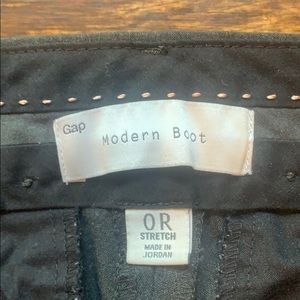 Gap
Modern Boot
0R
STRETCH
MADE IN
JORDAN